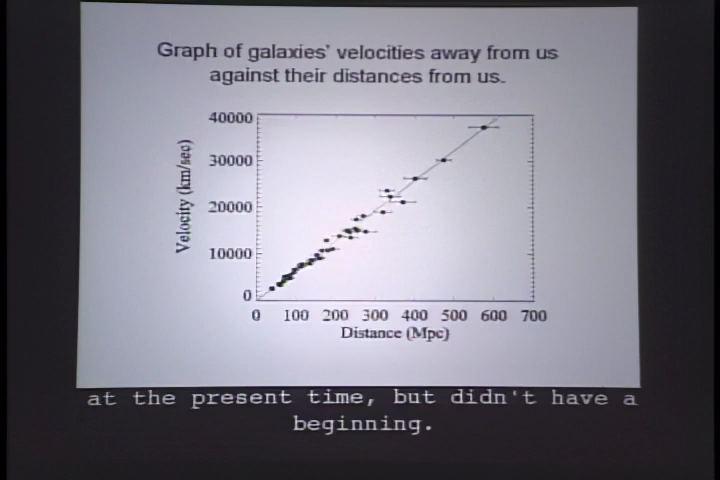 Graph of galaxies' velocities away from us
against their distances from us.
40000
30000
20000
10000
0
Velocity (km/sec)
0 100 200 300 400 500 600 700
Distance (Mpc)
at the present time, but didn't have a
beginning.